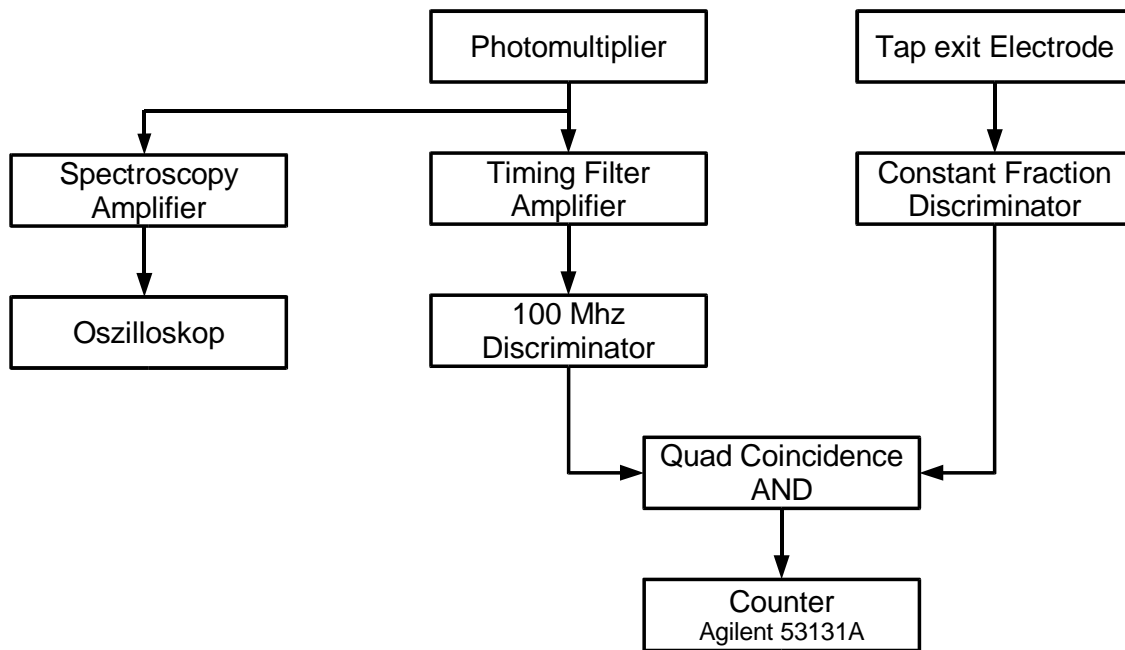 Photomultiplier
Tap exit Electrode
Spectroscopy
Amplifier
Timing Filter
Amplifier
Constant Fraction
Discriminator
Oszilloskop
100 Mhz
Discriminator
Quad Coincidence
AND
Counter
Agilent 53131A